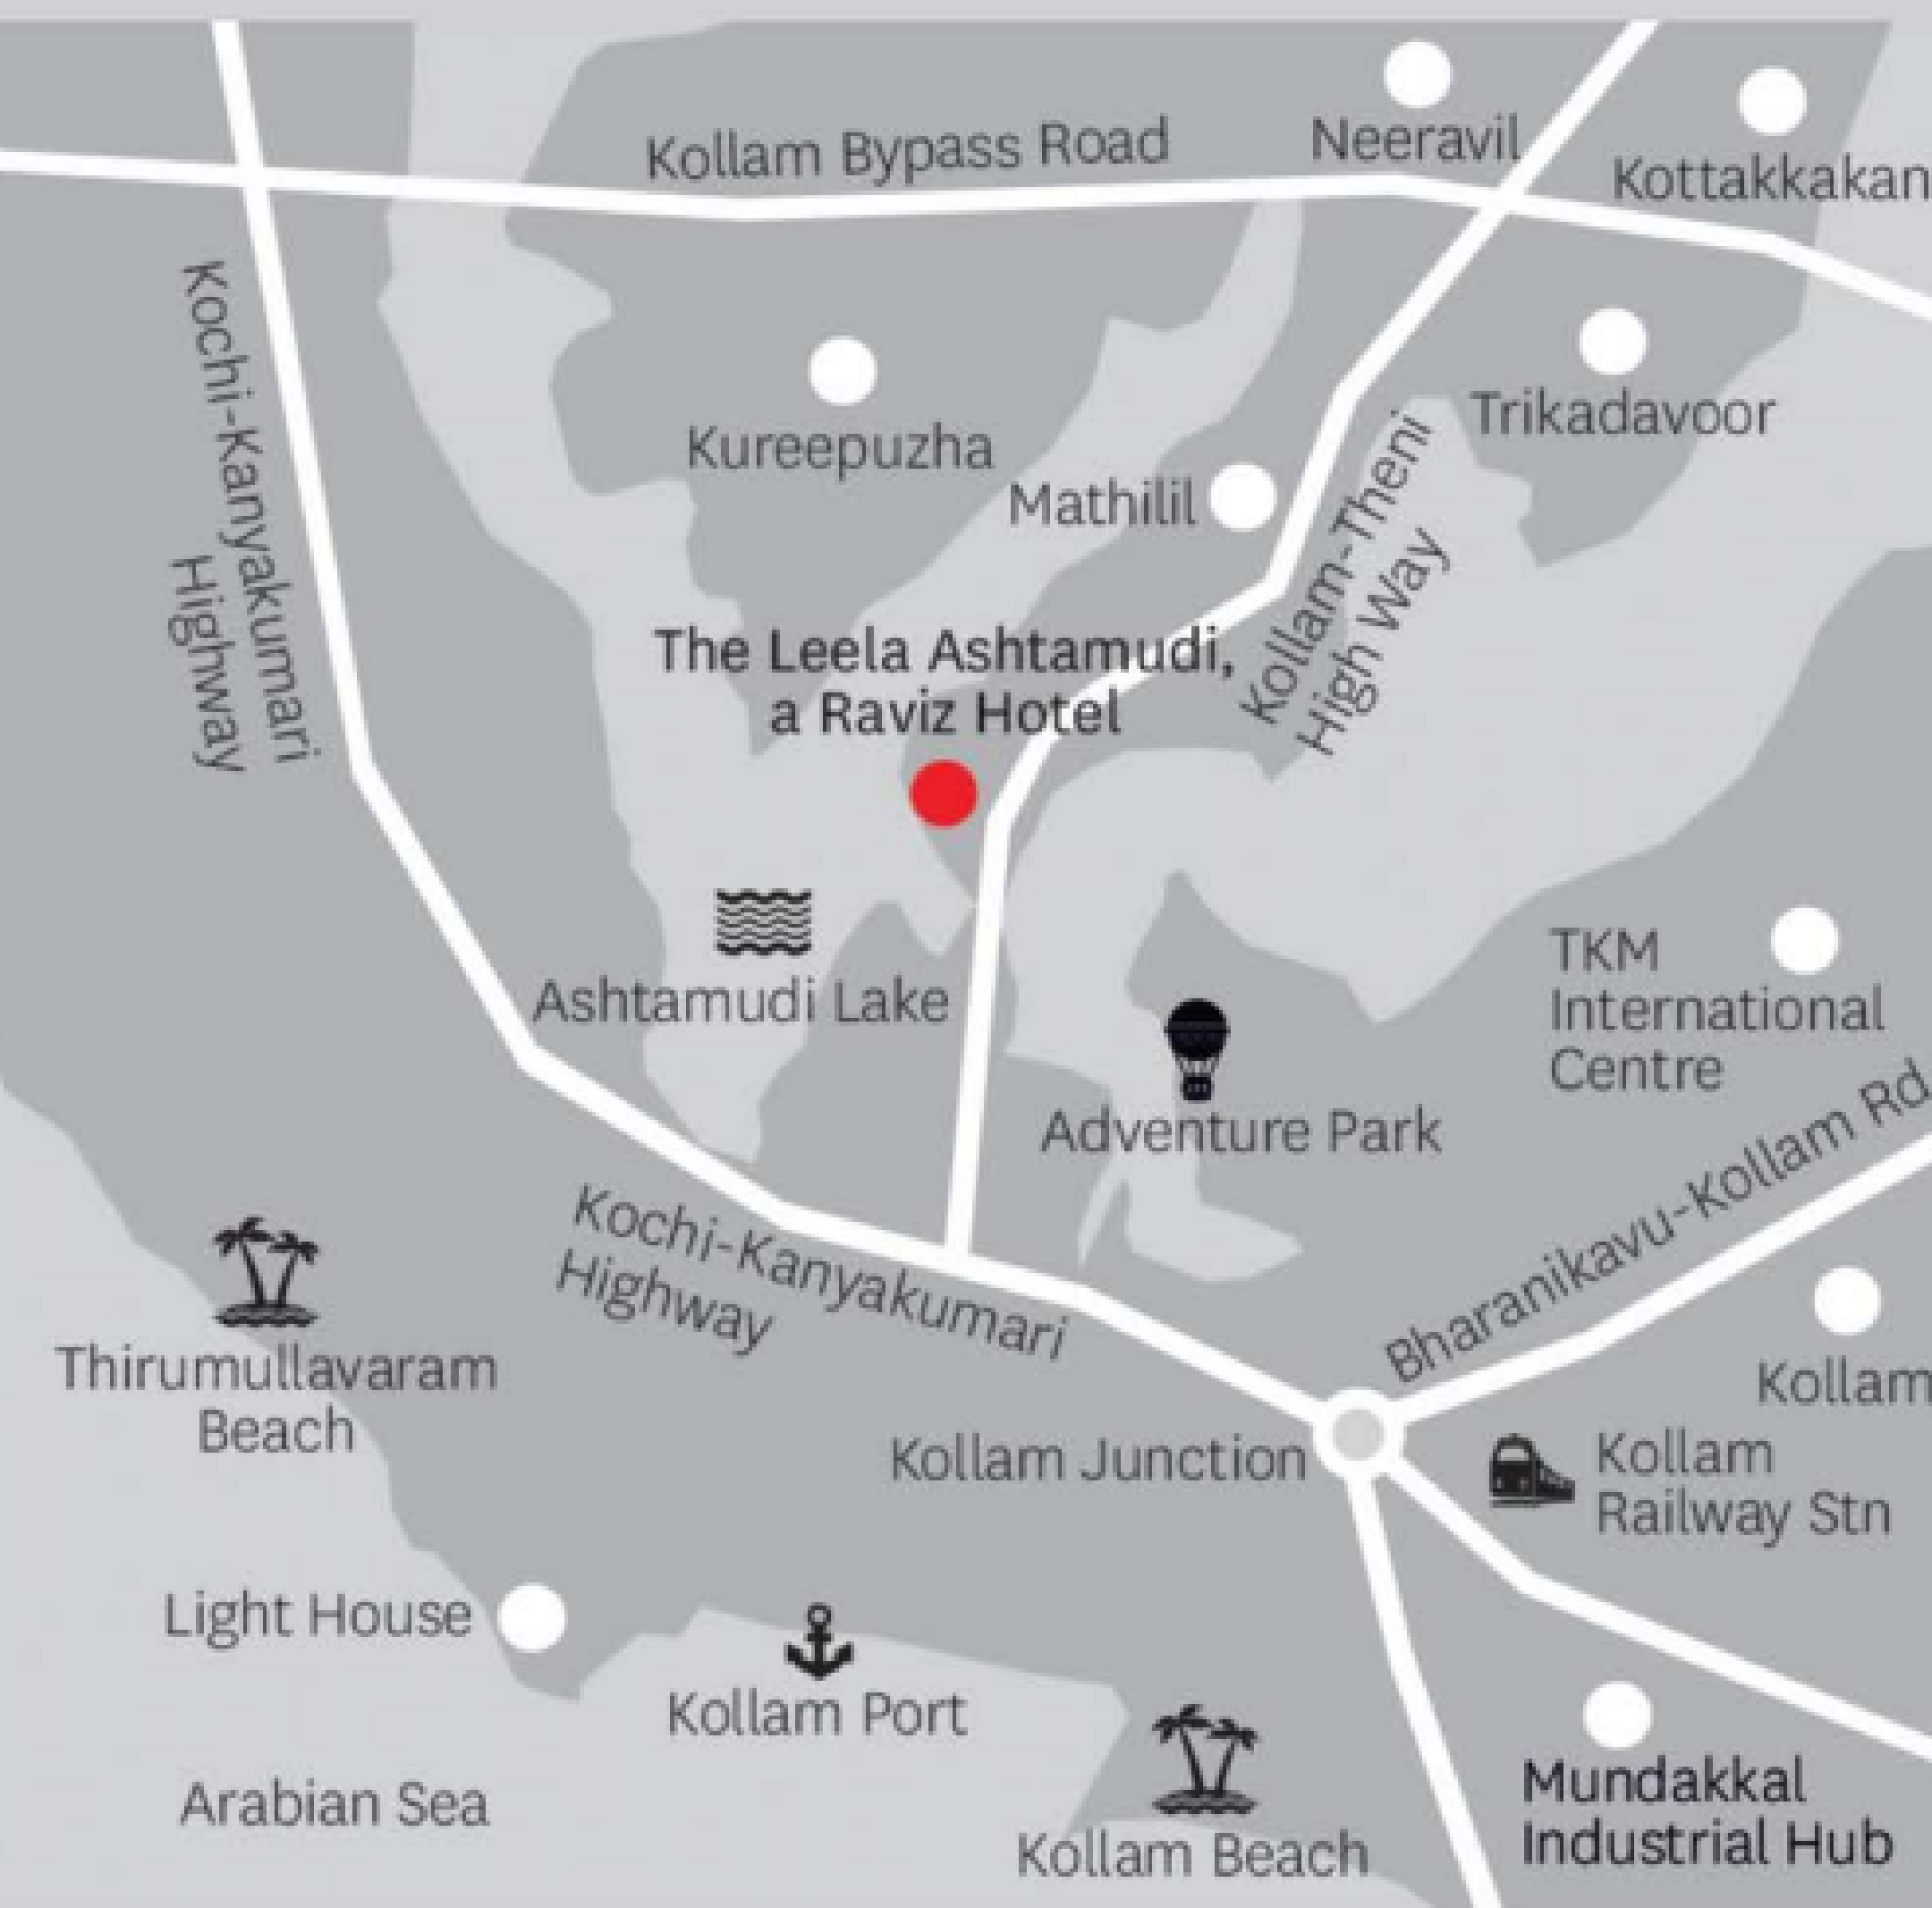 Neeravil
Kollam Bypass Road
Kottakkakan
Kochi-Kanyakumari
Highway
Trikadavoor
Kureepuzha
Mathilil
Kollam-Theni
High Way
The Leela Ashtamudi,
a Raviz Hotel
TKM
International
Centre
Ashtamudi Lake
Adventure Park
Bharanikavu-Kollam Rd
Kochi-Kanyakumari
Highway
Thirumullavaram
Beach
Kollam
Kollam Junction
Kollam
Railway Stn
Light House
Kollam Port
Arabian Sea
Kollam Beach
Mundakkal
Industrial Hub